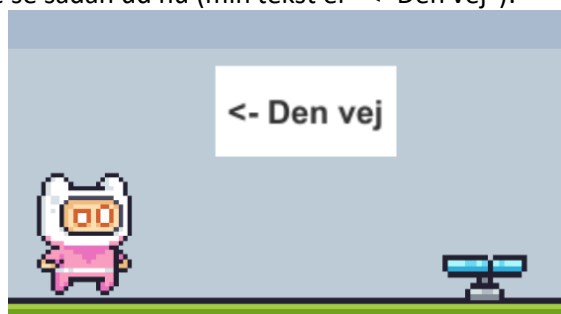 se sådan ud nu (min tekst er "<- Den vej").
<- Den vej